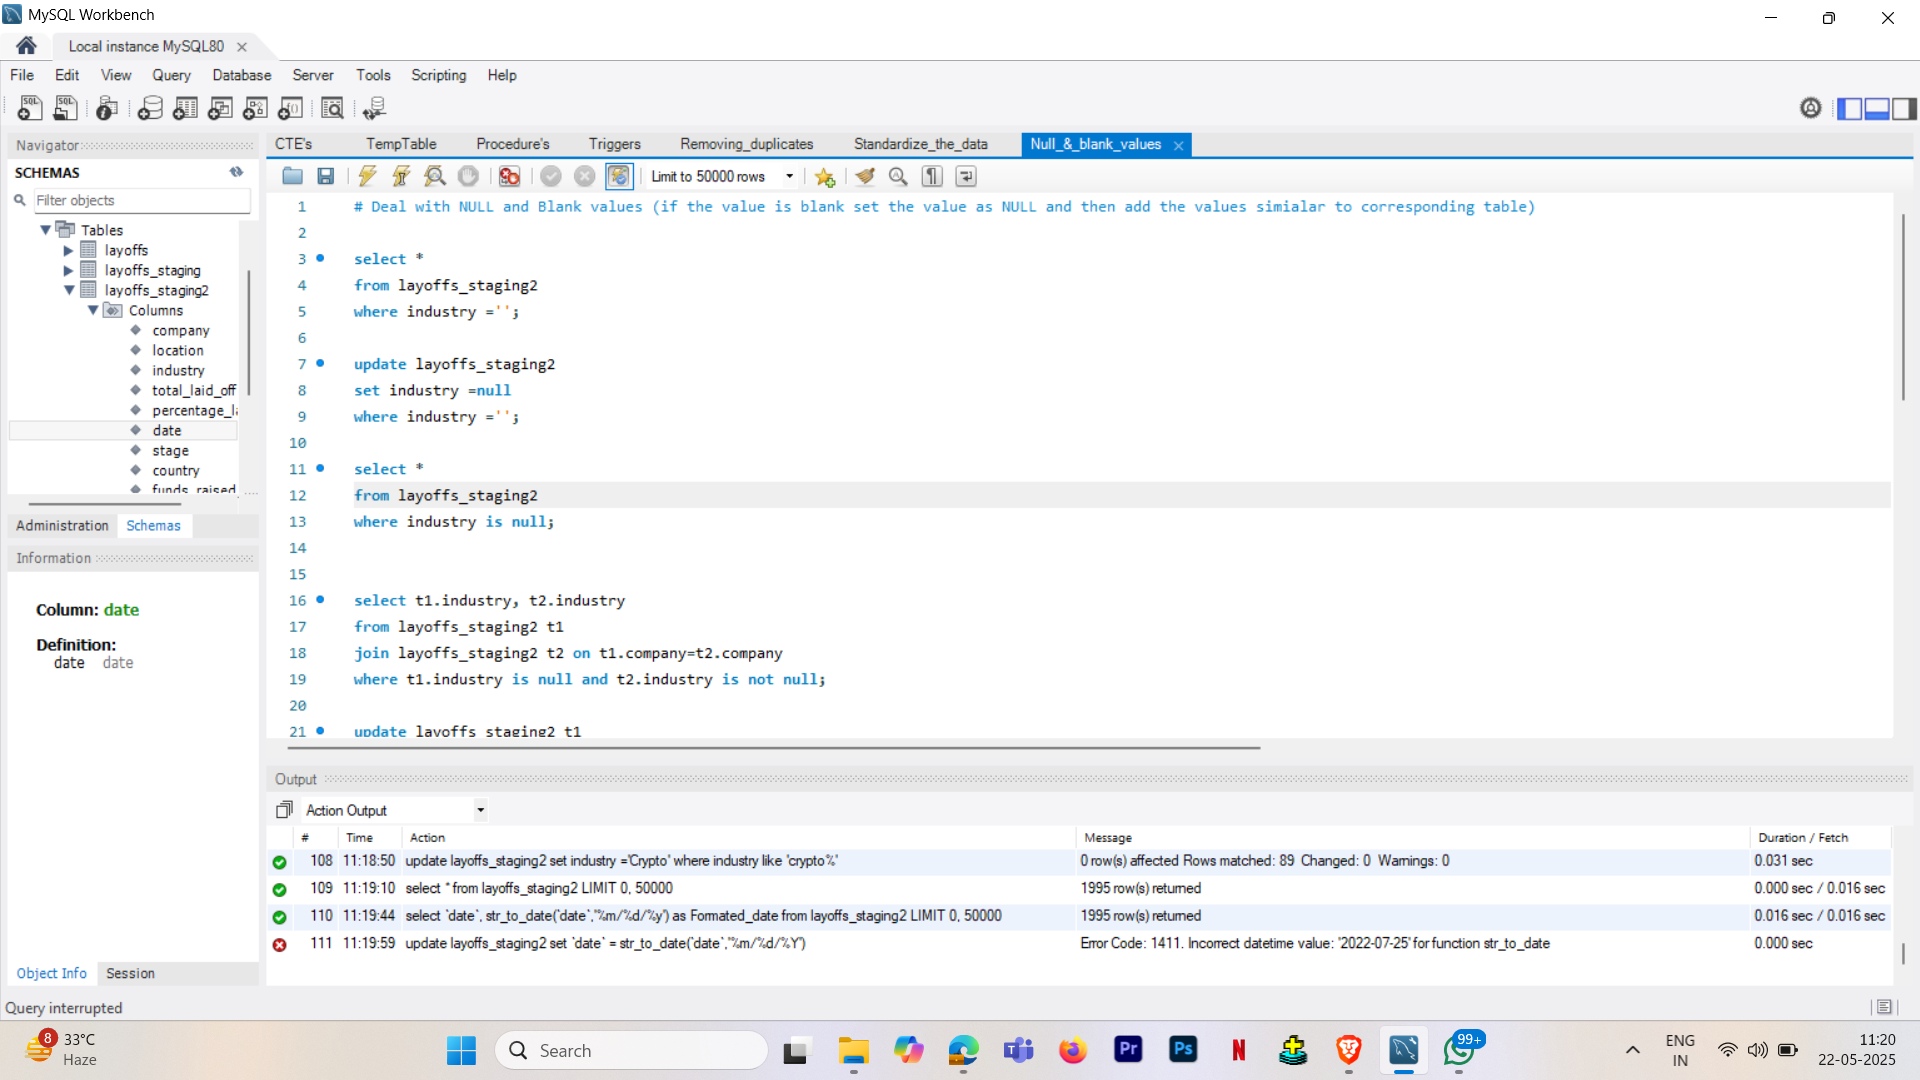 MySQL Workbench
Local instance MySQL80
File Edit View Query Database Server Tools Scripting Help
Navigator
SCHEMAS
Filter objects
Tables
layoffs
layoffs_staging
layoffs_staging2
Columns
company
location
industry
total_laid_off
percentage_la
date
stage
country
funds_raised
Administration Schemas
Information
Column: date
Definition:
date date
Object Info Session
Query interrupted
CTE's TempTable Procedure's Triggers Removing_duplicates Standardize_the_data Null_&_blank_values
Limit to 50000 rows
1 # Deal with NULL and Blank values (if the value is blank set the value as NULL and then add the values simialar to corresponding table)
2
3 select *
4 from layoffs_staging2
5 where industry ='';
6
7 update layoffs_staging2
8 set industry =null
9 where industry ='';
10
11 select *
12 from layoffs_staging2
13 where industry is null;
14
15
16 select t1.industry, t2.industry
17 from layoffs_staging2 t1
18 join layoffs_staging2 t2 on t1.company=t2.company
19 where t1.industry is null and t2.industry is not null;
20
21 update layoffs_staging2 t1
Output
Action Output
# Time Action Message Duration / Fetch
108 11:18:50 update layoffs_staging2 set industry ='Crypto' where industry like 'crypto%' 0 row(s) affected Rows matched: 89 Changed: 0 Warnings: 0 0.031 sec
109 11:19:10 select * from layoffs_staging2 LIMIT 0, 50000 1995 row(s) returned 0.000 sec / 0.016 sec
110 11:19:44 select `date`, str_to_date(`date`,'%m/%d/%y') as Formated_date from layoffs_staging2 LIMIT 0, 50000 1995 row(s) returned 0.016 sec / 0.016 sec
111 11:19:59 update layoffs_staging2 set `date` = str_to_date(`date`,'%m/%d/%Y') Error Code: 1411. Incorrect datetime value: '2022-07-25' for function str_to_date 0.000 sec
8
33°C
Haze
Search
Pr
Ps
N
99+
ENG
IN
11:20
22-05-2025